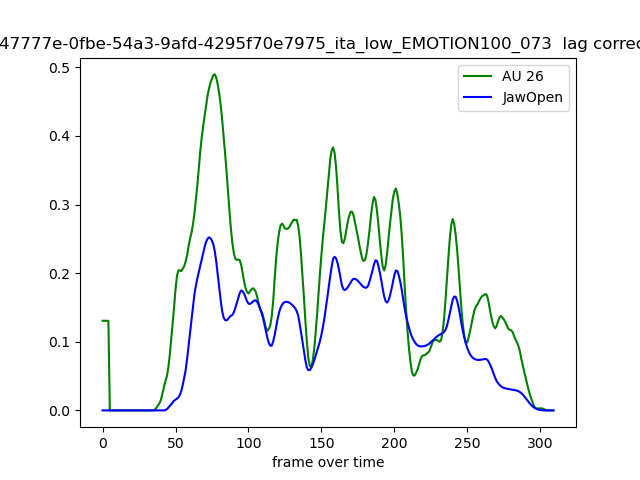 47777e-0fbe-54a3-9afd-4295f70e7975_ita_low_EMOTION100_073 lag correc
AU 26
JawOpen
0.5
0.4
0.3
0.2
0.1
0.0
0 50 100 150 200 250 300
frame over time